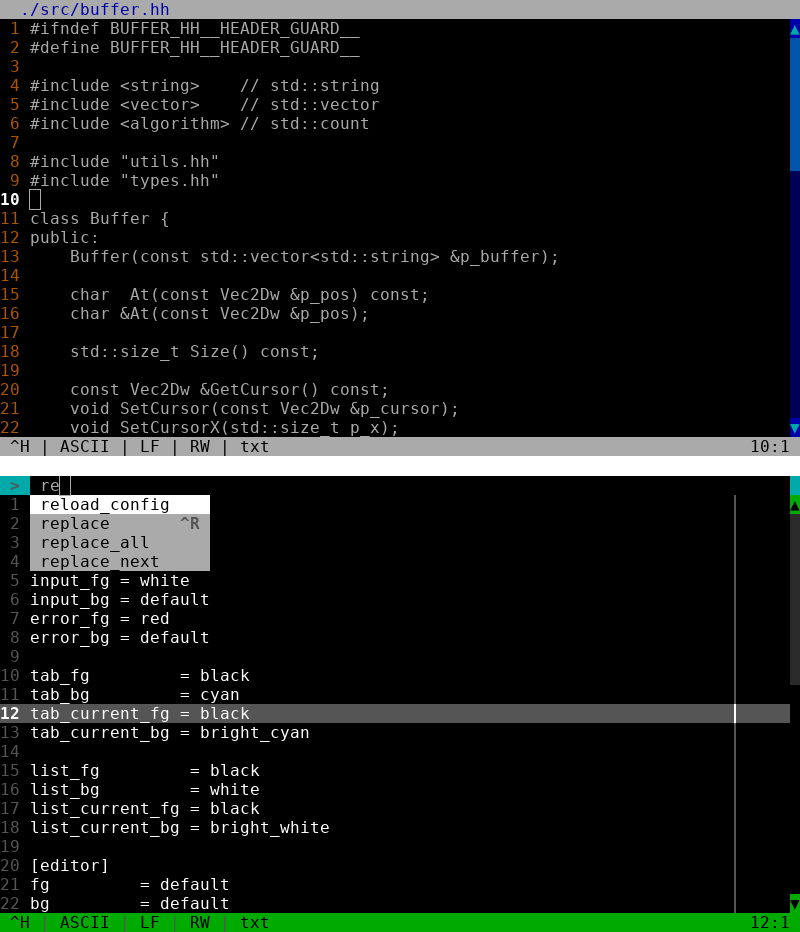 ./src/buffer.hh
1 #ifndef BUFFER_HH__HEADER_GUARD__
2 #define BUFFER_HH__HEADER_GUARD__
3
4 #include <string>    // std::string
5 #include <vector>    // std::vector
6 #include <algorithm> // std::count
7
8 #include "utils.hh"
9 #include "types.hh"
10
11 class Buffer {
12 public:
13     Buffer(const std::vector<std::string> &p_buffer);
14
15     char  At(const Vec2Dw &p_pos) const;
16     char &At(const Vec2Dw &p_pos);
17
18     std::size_t Size() const;
19
20     const Vec2Dw &GetCursor() const;
21     void SetCursor(const Vec2Dw &p_cursor);
22     void SetCursorX(std::size_t p_x);
^H | ASCII | LF | RW | txt 10:1
> re
1 reload_config
2 replace       ^R
3 replace_all
4 replace_next
5 input_fg = white
6 input_bg = default
7 error_fg = red
8 error_bg = default
9
10 tab_fg         = black
11 tab_bg         = cyan
12 tab_current_fg = black
13 tab_current_bg = bright_cyan
14
15 list_fg         = black
16 list_bg         = white
17 list_current_fg = black
18 list_current_bg = bright_white
19
20 [editor]
21 fg         = default
22 bg         = default
^H | ASCII | LF | RW | txt 12:1